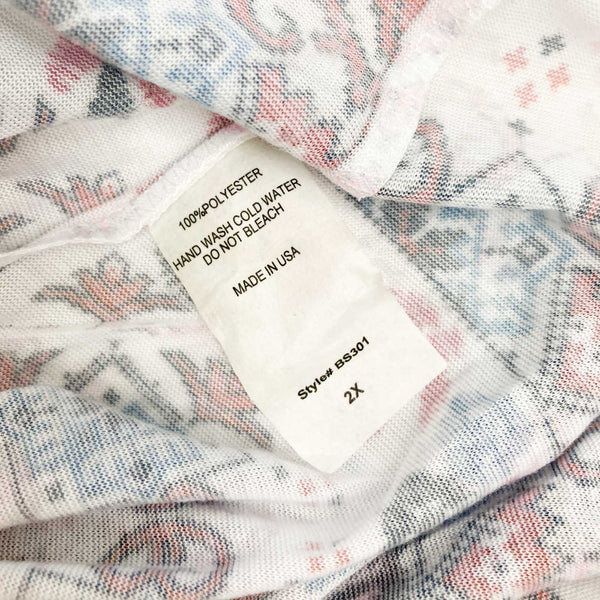 100%POLYESTER
HAND WASH COLD WATER
DO NOT BLEACH
MADE IN USA
Style# BS301
2X